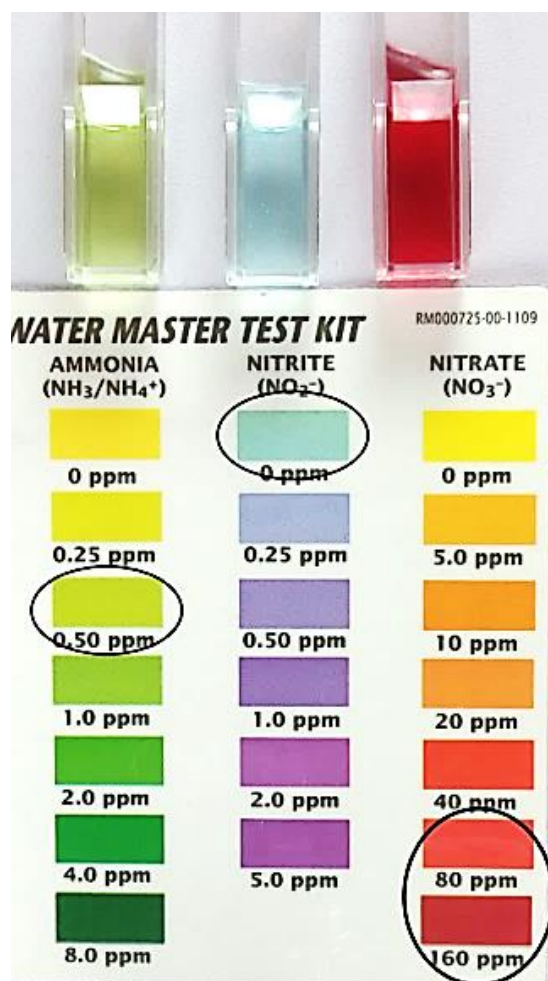 WATER MASTER TEST KIT
RM000725-00-1109
AMMONIA NITRITE NITRATE
(NH₃/NH₄⁺) (NO₂⁻) (NO₃⁻)
0 ppm 0 ppm 0 ppm
0.25 ppm 0.25 ppm 5.0 ppm
0.50 ppm 0.50 ppm 10 ppm
1.0 ppm 1.0 ppm 20 ppm
2.0 ppm 2.0 ppm 40 ppm
4.0 ppm 5.0 ppm 80 ppm
8.0 ppm 160 ppm